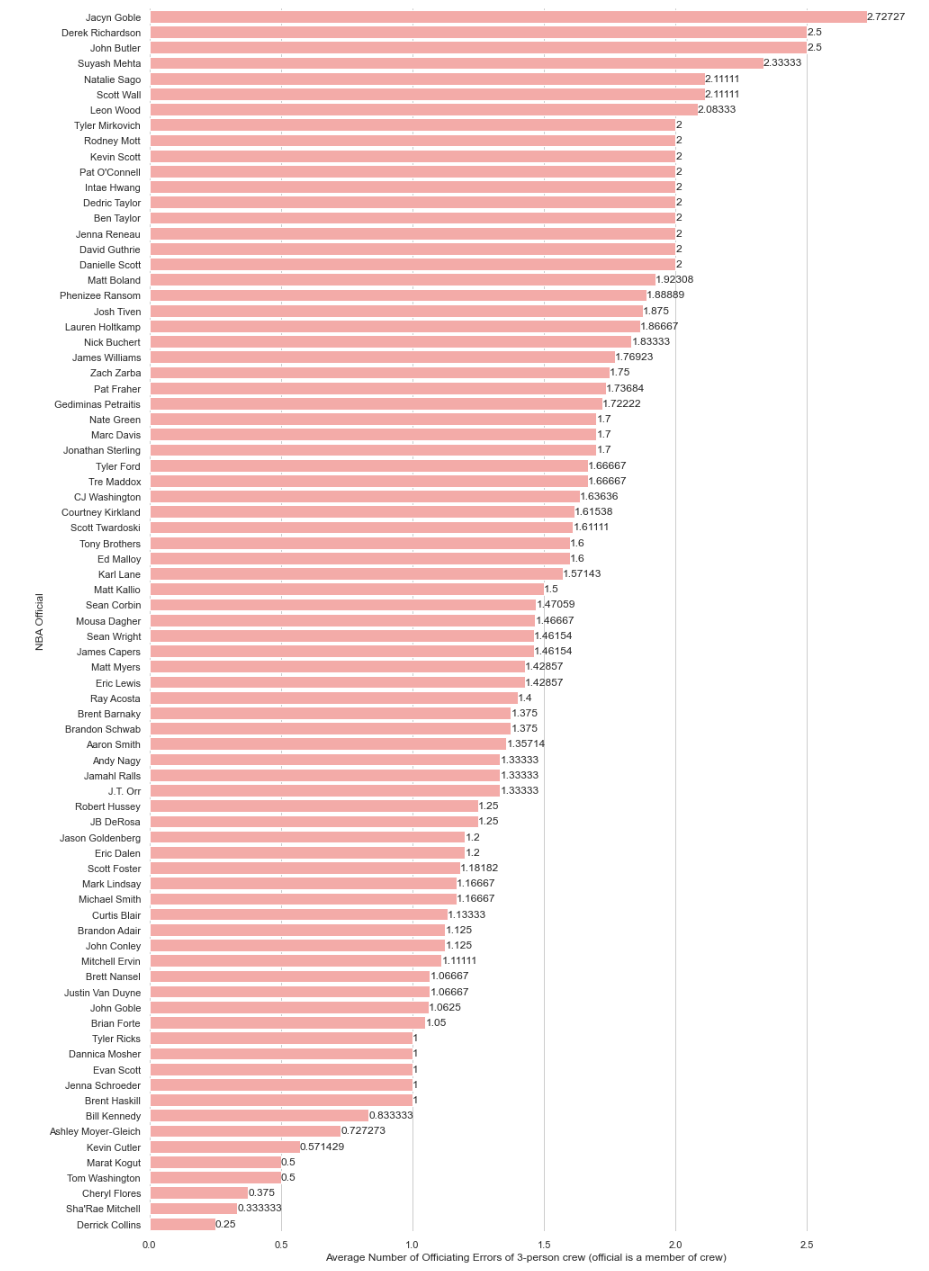 Jacyn Goble 2.72727
Derek Richardson 2.5
John Butler 2.5
Suyash Mehta 2.33333
Natalie Sago 2.11111
Scott Wall 2.11111
Leon Wood 2.08333
Tyler Mirkovich 2
Rodney Mott 2
Kevin Scott 2
Pat O'Connell 2
Intae Hwang 2
Dedric Taylor 2
Ben Taylor 2
Jenna Reneau 2
David Guthrie 2
Danielle Scott 2
Matt Boland 1.92308
Phenizee Ransom 1.88889
Josh Tiven 1.875
Lauren Holtkamp 1.86667
Nick Buchert 1.83333
James Williams 1.76923
Zach Zarba 1.75
Pat Fraher 1.73684
Gediminas Petraitis 1.72222
Nate Green 1.7
Marc Davis 1.7
Jonathan Sterling 1.7
Tyler Ford 1.66667
Tre Maddox 1.66667
CJ Washington 1.63636
Courtney Kirkland 1.61538
Scott Twardoski 1.61111
Tony Brothers 1.6
Ed Malloy 1.6
Karl Lane 1.57143
Matt Kallio 1.5
Sean Corbin 1.47059
Mousa Dagher 1.46667
Sean Wright 1.46154
James Capers 1.46154
Matt Myers 1.42857
Eric Lewis 1.42857
Ray Acosta 1.4
Brent Barnaky 1.375
Brandon Schwab 1.375
Aaron Smith 1.35714
Andy Nagy 1.33333
Jamahl Ralls 1.33333
J.T. Orr 1.33333
Robert Hussey 1.25
JB DeRosa 1.25
Jason Goldenberg 1.2
Eric Dalen 1.2
Scott Foster 1.18182
Mark Lindsay 1.16667
Michael Smith 1.16667
Curtis Blair 1.13333
Brandon Adair 1.125
John Conley 1.125
Mitchell Ervin 1.11111
Brett Nansel 1.06667
Justin Van Duyne 1.06667
John Goble 1.0625
Brian Forte 1.05
Tyler Ricks 1
Dannica Mosher 1
Evan Scott 1
Jenna Schroeder 1
Brent Haskill 1
Bill Kennedy 0.833333
Ashley Moyer-Gleich 0.727273
Kevin Cutler 0.571429
Marat Kogut 0.5
Tom Washington 0.5
Cheryl Flores 0.375
Sha'Rae Mitchell 0.333333
Derrick Collins 0.25
NBA Official
0.0 0.5 1.0 1.5 2.0 2.5
Average Number of Officiating Errors of 3-person crew (official is a member of crew)